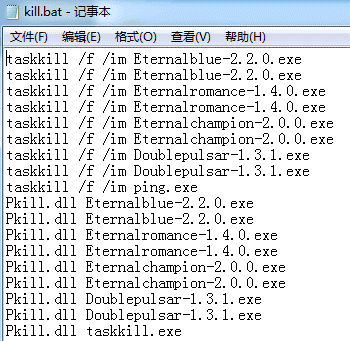 kill.bat - 记事本
文件(F) 编辑(E) 格式(O) 查看(V) 帮助(H)
taskkill /f /im Eternalblue-2.2.0.exe
taskkill /f /im Eternalblue-2.2.0.exe
taskkill /f /im Eternalromance-1.4.0.exe
taskkill /f /im Eternalromance-1.4.0.exe
taskkill /f /im Eternalchampion-2.0.0.exe
taskkill /f /im Eternalchampion-2.0.0.exe
taskkill /f /im Doublepulsar-1.3.1.exe
taskkill /f /im Doublepulsar-1.3.1.exe
taskkill /f /im ping.exe
Pkill.dll Eternalblue-2.2.0.exe
Pkill.dll Eternalblue-2.2.0.exe
Pkill.dll Eternalromance-1.4.0.exe
Pkill.dll Eternalromance-1.4.0.exe
Pkill.dll Eternalchampion-2.0.0.exe
Pkill.dll Eternalchampion-2.0.0.exe
Pkill.dll Doublepulsar-1.3.1.exe
Pkill.dll Doublepulsar-1.3.1.exe
Pkill.dll taskkill.exe